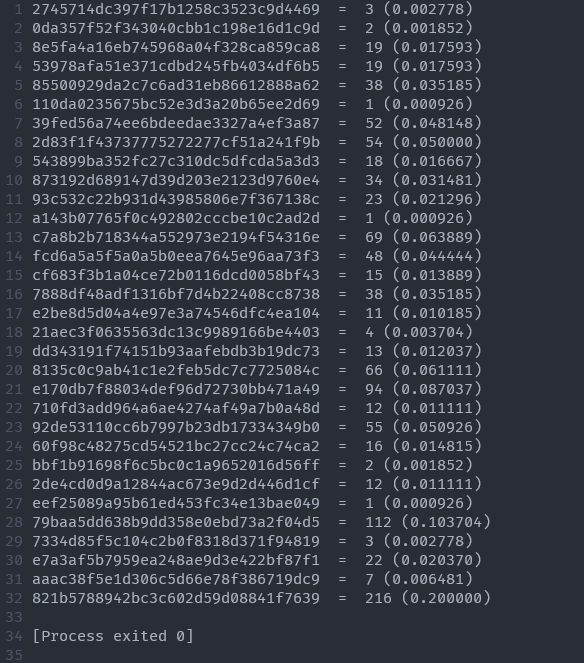 1 2745714dc397f17b1258c3523c9d4469 = 3 (0.002778)
2 0da357f52f343040cbb1c198e16d1c9d = 2 (0.001852)
3 8e5fa4a16eb745968a04f328ca859ca8 = 19 (0.017593)
4 53978afa51e371cdbd245fb4034df6b5 = 19 (0.017593)
5 85500929da2c7c6ad31eb86612888a62 = 38 (0.035185)
6 110da0235675bc52e3d3a20b65ee2d69 = 1 (0.000926)
7 39fed56a74ee6bdeedae3327a4ef3a87 = 52 (0.048148)
8 2d83f1f43737775272277cf51a241f9b = 54 (0.050000)
9 543899ba352fc27c310dc5dfcda5a3d3 = 18 (0.016667)
10 873192d689147d39d203e2123d9760e4 = 34 (0.031481)
11 93c532c22b931d43985806e7f367138c = 23 (0.021296)
12 a143b07765f0c492802cccbe10c2ad2d = 1 (0.000926)
13 c7a8b2b718344a552973e2194f54316e = 69 (0.063889)
14 fcd6a5a5f5a0a5b0eea7645e96aa73f3 = 48 (0.044444)
15 cf683f3b1a04ce72b0116dcd0058bf43 = 15 (0.013889)
16 7888df48adf1316bf7d4b22408cc8738 = 38 (0.035185)
17 e2be8d5d04a4e97e3a74546dfc4ea104 = 11 (0.010185)
18 21aec3f0635563dc13c9989166be4403 = 4 (0.003704)
19 dd343191f74151b93aafebdb3b19dc73 = 13 (0.012037)
20 8135c0c9ab41c1e2feb5dc7c7725084c = 66 (0.061111)
21 e170db7f88034def96d72730bb471a49 = 94 (0.087037)
22 710fd3add964a6ae4274af49a7b0a48d = 12 (0.011111)
23 92de53110cc6b7997b23db17334349b0 = 55 (0.050926)
24 60f98c48275cd54521bc27cc24c74ca2 = 16 (0.014815)
25 bbf1b91698f6c5bc0c1a9652016d56ff = 2 (0.001852)
26 2de4cd0d9a12844ac673e9d2d446d1cf = 12 (0.011111)
27 eef25089a95b61ed453fc34e13bae049 = 1 (0.000926)
28 79baa5dd638b9dd358e0ebd73a2f04d5 = 112 (0.103704)
29 7334d85f5c104c2b0f8318d371f94819 = 3 (0.002778)
30 e7a3af5b7959ea248ae9d3e422bf87f1 = 22 (0.020370)
31 aaac38f5e1d306c5d66e78f386719dc9 = 7 (0.006481)
32 821b5788942bc3c602d59d08841f7639 = 216 (0.200000)
33
34 [Process exited 0]
35